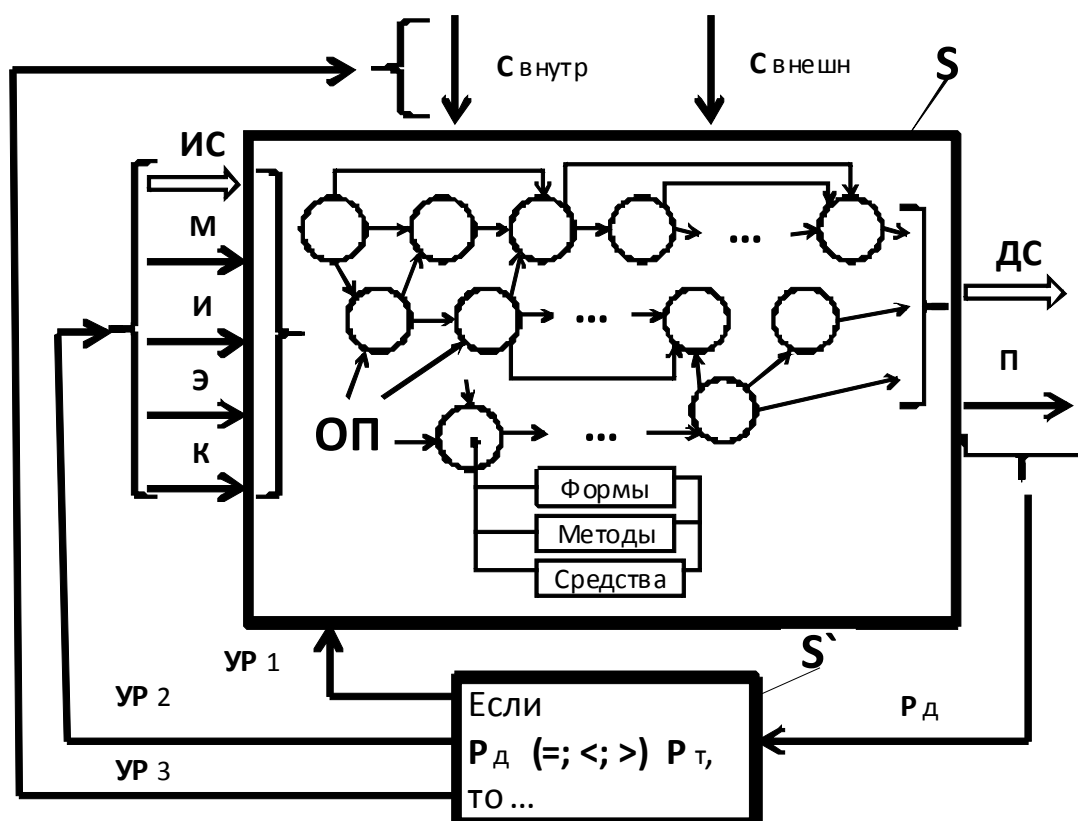 С внутр
С внешн
S
ИС
М
И
Э
К
...
ДС
...
П
ОП
...
Формы
Методы
Средства
УР 1
S`
УР 2
Если
Р д
Р д (=; <; >) Р т,
УР 3
то ...